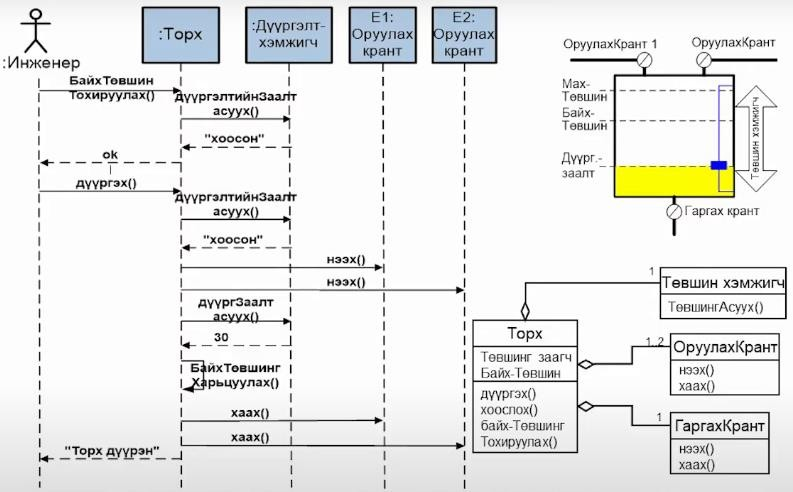 :Инженер
:Торх
:Дүүргэлт-
хэмжигч
E1:
Оруулах
крант
E2:
Оруулах
крант
БайхТөвшин
Тохируулах()
дүүргэлтийнЗаалт
асуух()
"хоосон"
ok
дүүргэх()
дүүргэлтийнЗаалт
асуух()
"хоосон"
нээх()
нээх()
дүүргЗаалт
асуух()
30
БайхТөвшинг
Харьцуулах()
хаах()
хаах()
"Торх дүүрэн"
ОруулахКрант 1
ОруулахКрант
Мах-
Төвшин
Байх-
Төвшин
Дүүрг.-
заалт
Төвшин хэмжигч
Гаргах крант
1
Төвшин хэмжигч
ТөвшингАсуух()
Торх
Төвшинг заагч
Байх-Төвшин
дүүргэх()
хооспох()
байх-Төвшинг
Тохируулах()
1..2
ОруулахКрант
нээх()
хаах()
1
ГаргахКрант
нээх()
хаах()